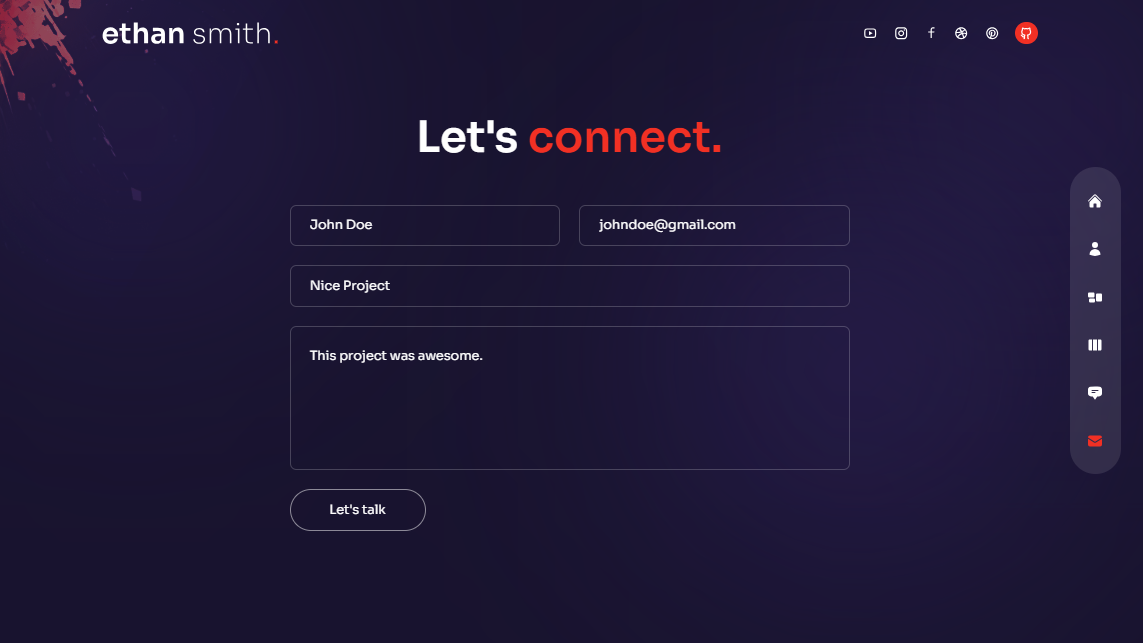 ethan smith.
Let's connect.
John Doe
johndoe@gmail.com
Nice Project
This project was awesome.
Let's talk